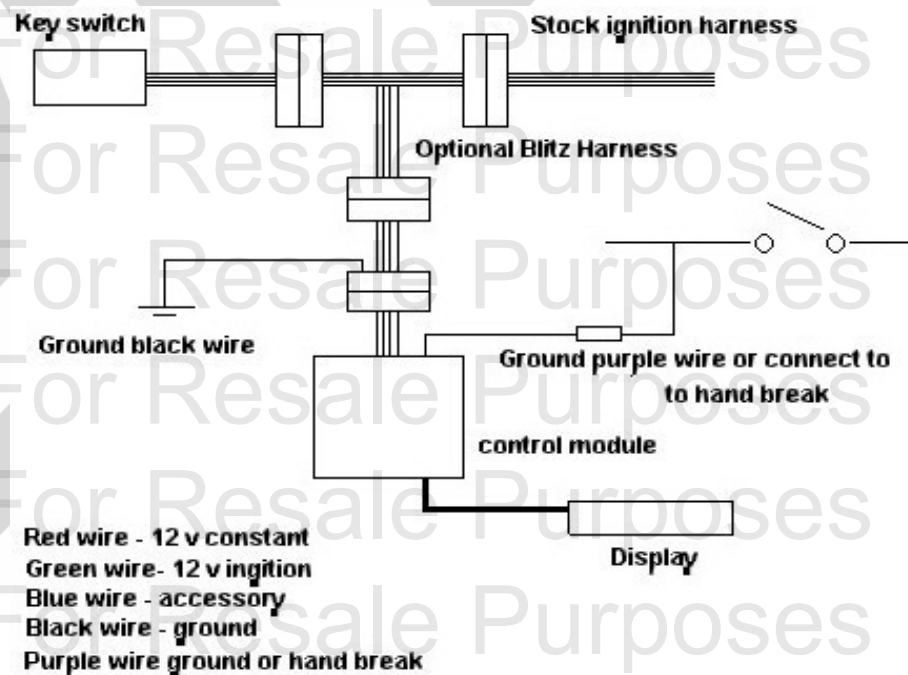 Key switch
Stock ignition harness
For Resale Purposes
Optional Blitz Harness
For Resale Purposes
For Resale Purposes
Ground black wire
Ground purple wire or connect to
to hand break
For Resale Purposes
control module
For Resale Purposes
Red wire - 12 v constant
Green wire- 12 v ingition
Display
Blue wire - accessory
Black wire - ground
For Resale Purposes
Purple wire ground or hand break